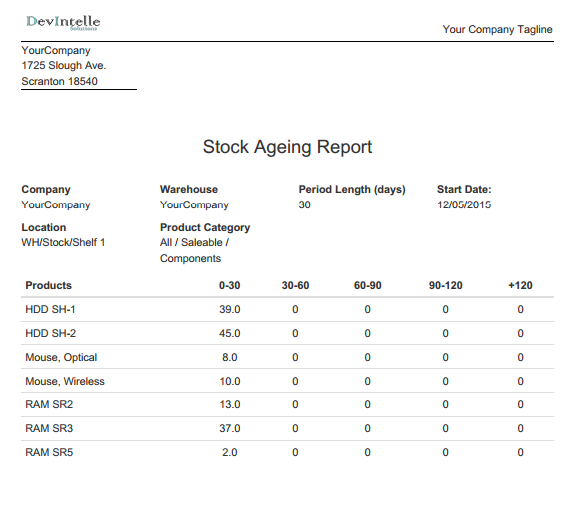 DevIntelle
Solutions
Your Company Tagline
YourCompany
1725 Slough Ave.
Scranton 18540
Stock Ageing Report
Company Warehouse Period Length (days) Start Date:
YourCompany YourCompany 30 12/05/2015
Location Product Category
WH/Stock/Shelf 1 All / Saleable /
Components
Products 0-30 30-60 60-90 90-120 +120
HDD SH-1 39.0 0 0 0 0
HDD SH-2 45.0 0 0 0 0
Mouse, Optical 8.0 0 0 0 0
Mouse, Wireless 10.0 0 0 0 0
RAM SR2 13.0 0 0 0 0
RAM SR3 37.0 0 0 0 0
RAM SR5 2.0 0 0 0 0